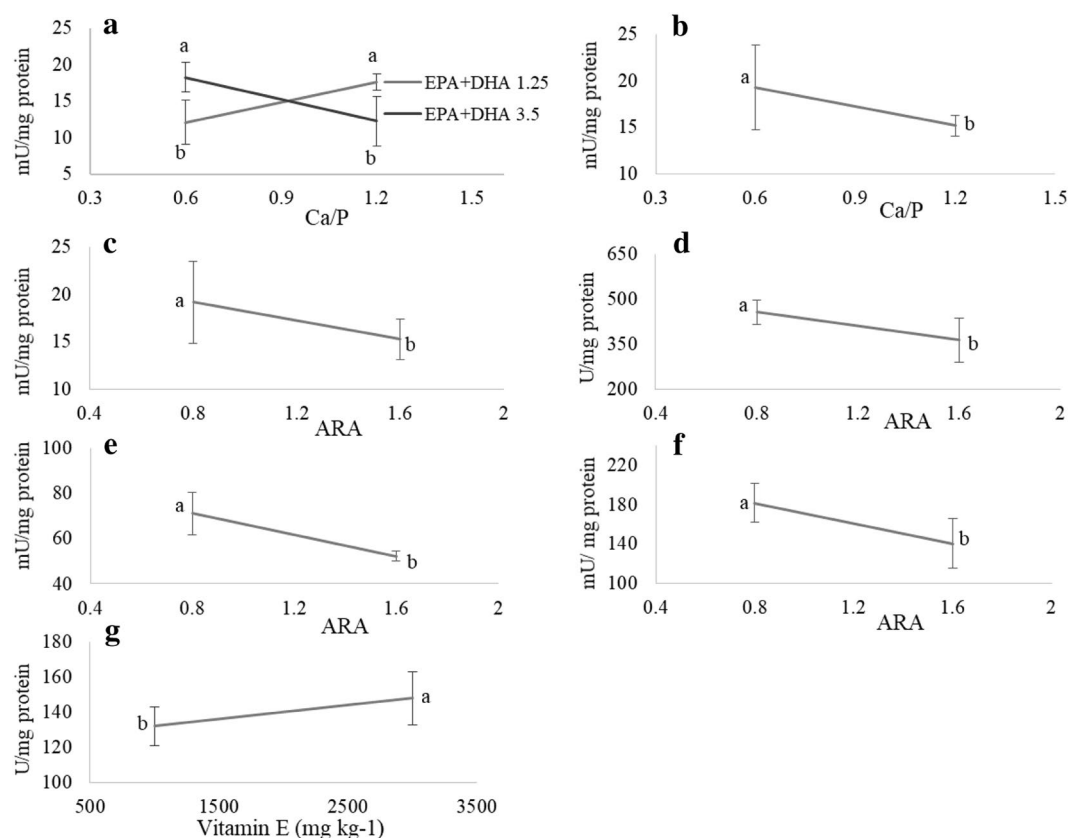 a
mU/mg protein
25
20
15
10
5
a
a
b
b
EPA+DHA 1.25
EPA+DHA 3.5
0.3 0.6 0.9 1.2 1.5
Ca/P
b
mU/mg protein
25
20
15
10
a
b
0.3 0.6 0.9 1.2 1.5
Ca/P
c
mU/mg protein
25
20
15
10
a
b
0.4 0.8 1.2 1.6 2
ARA
d
U/mg protein
650
500
350
200
a
b
0.4 0.8 1.2 1.6 2
ARA
e
mU/mg protein
100
80
60
40
a
b
0.4 0.8 1.2 1.6 2
ARA
f
mU/ mg protein
220
180
140
100
a
b
0.4 0.8 1.2 1.6 2
ARA
g
U/mg protein
180
160
140
120
100
b
a
500 1500 2500 3500
Vitamin E (mg kg-1)